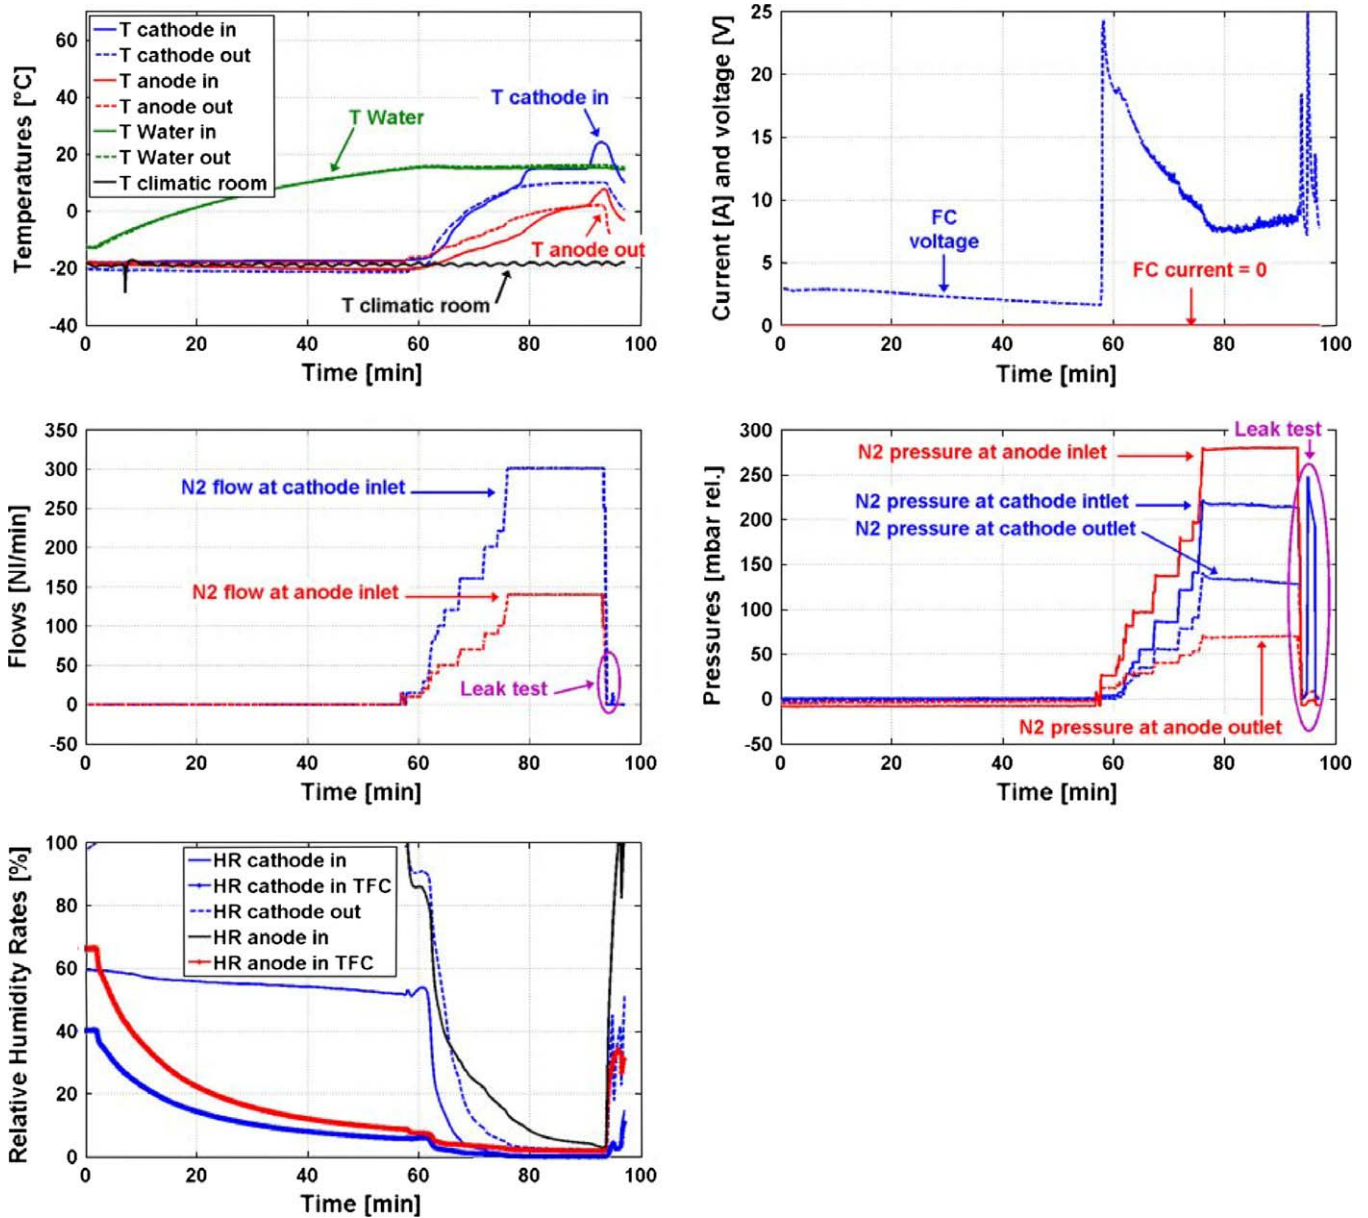 60
40
20
0
-20
-40
Temperatures [°C]
T cathode in
T cathode out
T anode in
T anode out
T Water in
T Water out
T climatic room
T Water
T cathode in
T anode out
T climatic room
0 20 40 60 80 100
Time [min]
25
20
15
10
5
0
Current [A] and voltage [V]
FC
voltage
FC current = 0
0 20 40 60 80 100
Time [min]
350
300
250
200
150
100
50
0
-50
Flows [Nl/min]
N2 flow at cathode inlet
N2 flow at anode inlet
Leak test
0 20 40 60 80 100
Time [min]
300
250
200
150
100
50
0
-50
Pressures [mbar rel.]
Leak test
N2 pressure at anode inlet
N2 pressure at cathode intlet
N2 pressure at cathode outlet
N2 pressure at anode outlet
0 20 40 60 80 100
Time [min]
100
80
60
40
20
0
Relative Humidity Rates [%]
HR cathode in
HR cathode in TFC
HR cathode out
HR anode in
HR anode in TFC
0 20 40 60 80 100
Time [min]